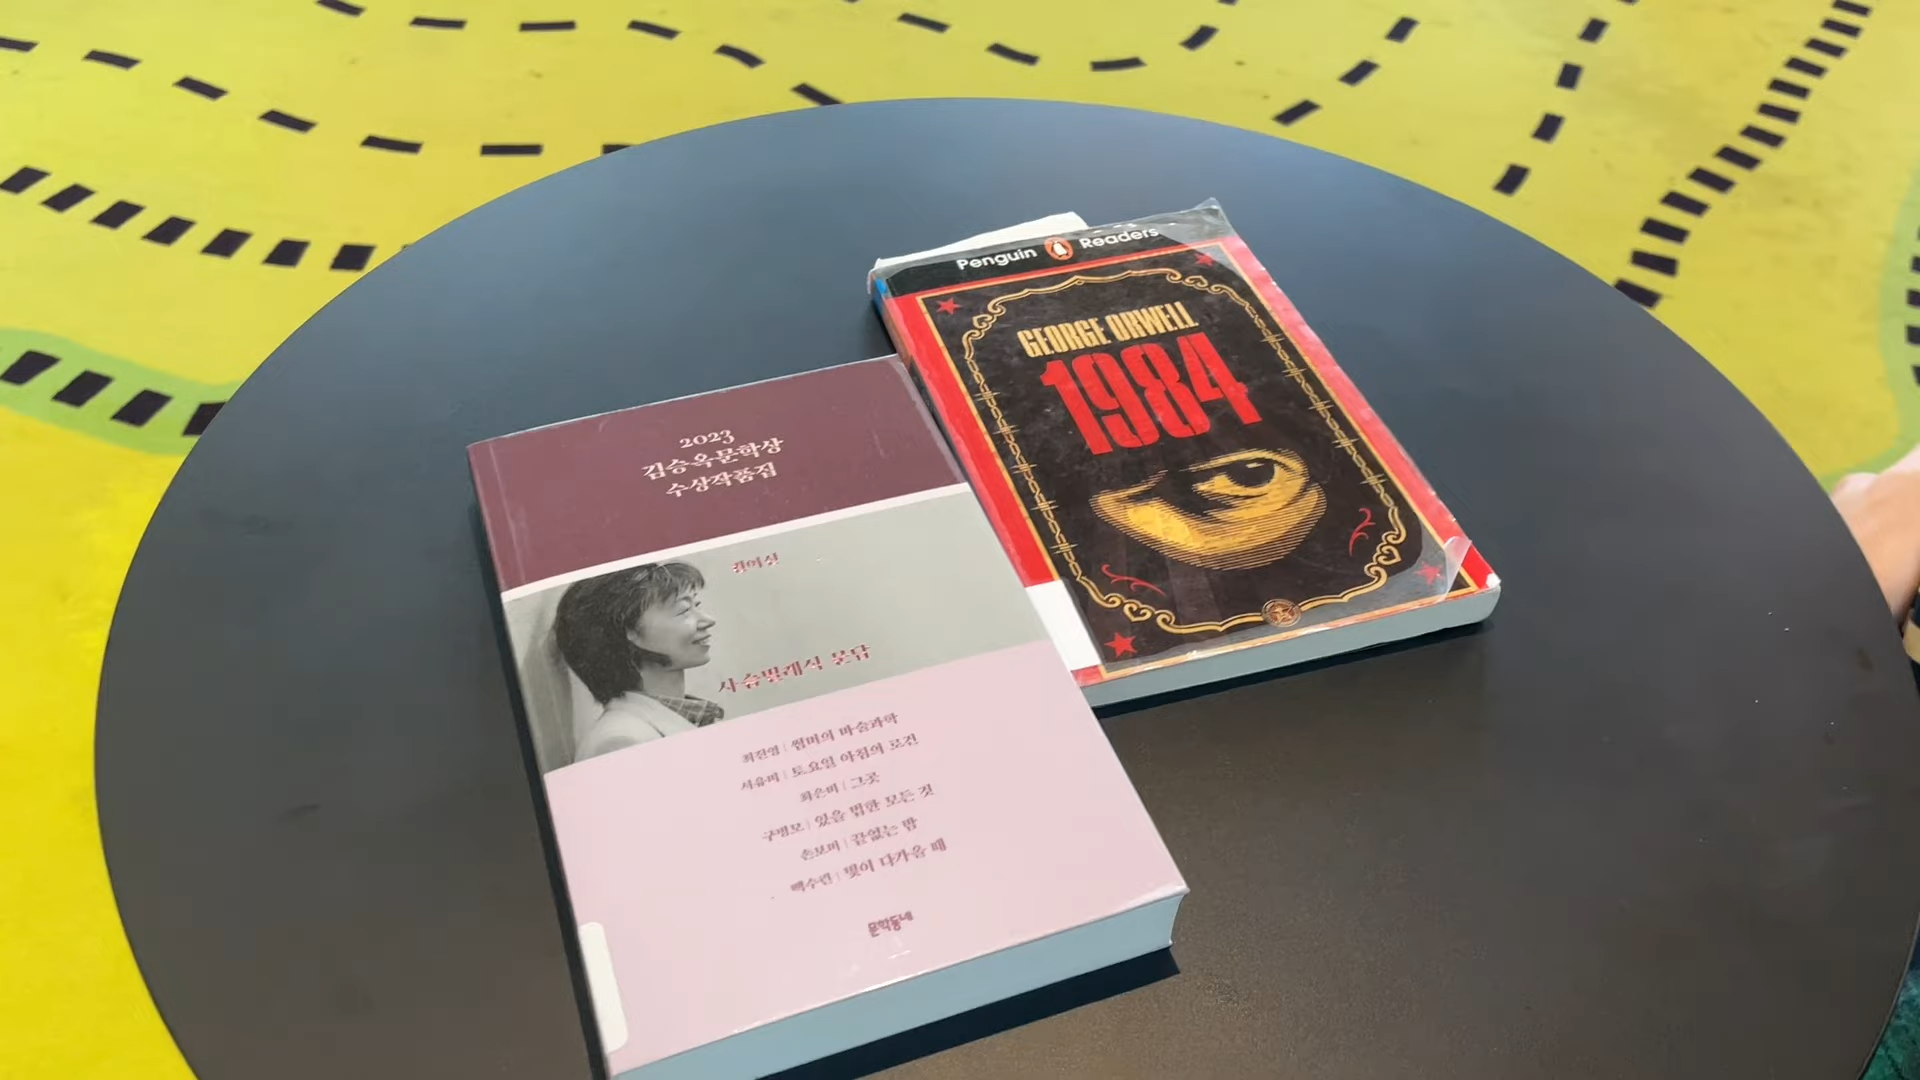 2023
김승옥문학상
수상작품집
사슴벌레식 문답
최진영 | 썸머의 마술과학
서유미 | 토요일 아침의 로건
최은미 | 그곳
구병모 | 있을 법한 모든 것
손보미 | 끝없는 밤
백수린 | 빛이 다가올 때
문학동네
Penguin Readers
GEORGE ORWELL
1984